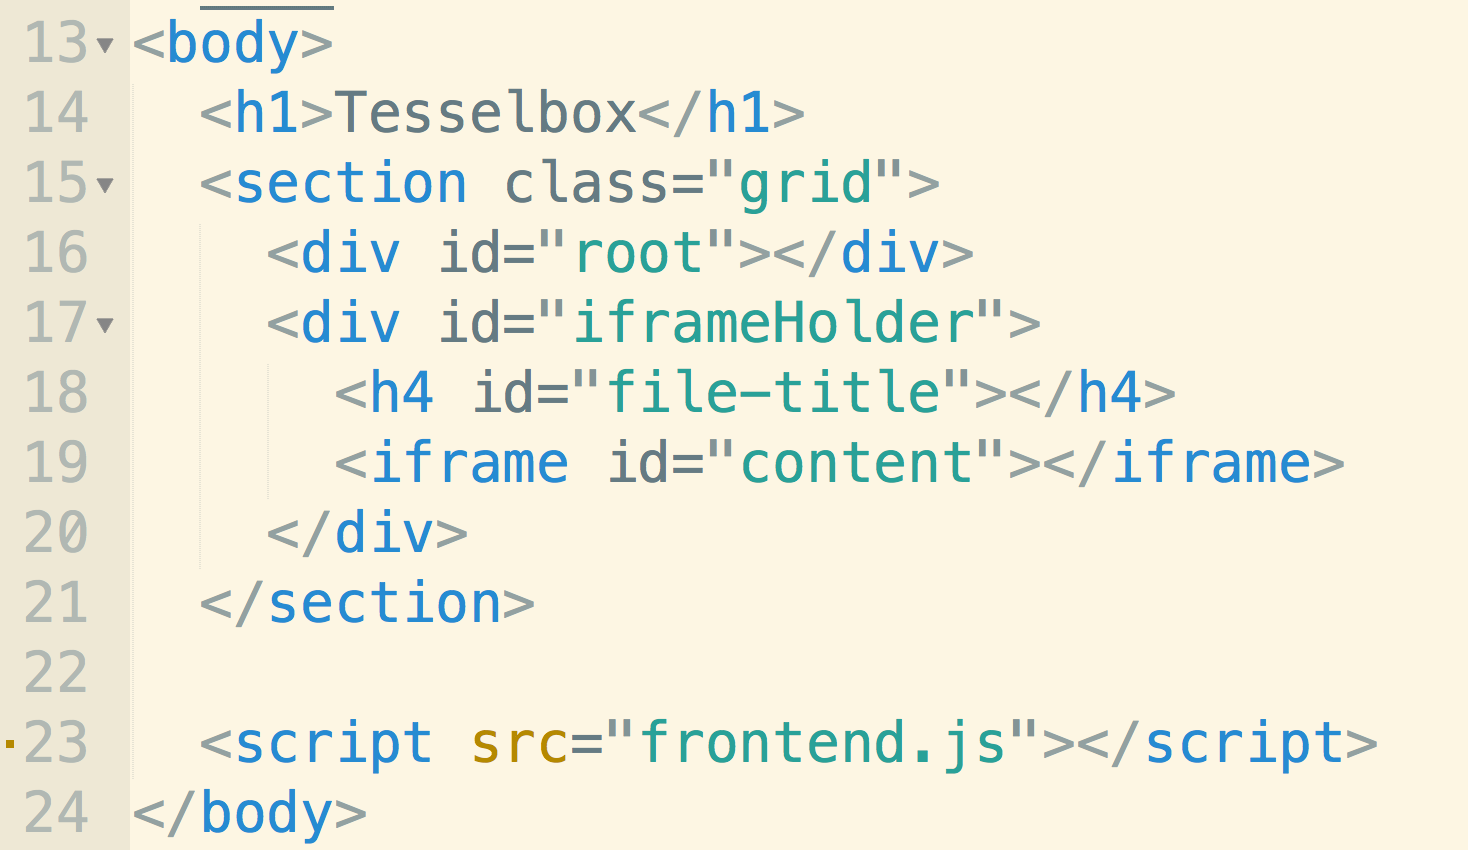 13 <body>
14   <h1>Tesselbox</h1>
15   <section class="grid">
16     <div id="root"></div>
17     <div id="iframeHolder">
18       <h4 id="file-title"></h4>
19       <iframe id="content"></iframe>
20     </div>
21   </section>
22
23   <script src="frontend.js"></script>
24 </body>